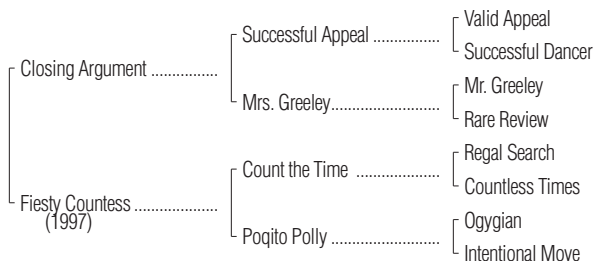 Valid Appeal
Successful Appeal ................
Successful Dancer
Closing Argument ................
Mr. Greeley
Mrs. Greeley..........................
Rare Review
Regal Search
Count the Time ....................
Countless Times
Fiesty Countess ....................
(1997)
Ogygian
Poqito Polly ..........................
Intentional Move